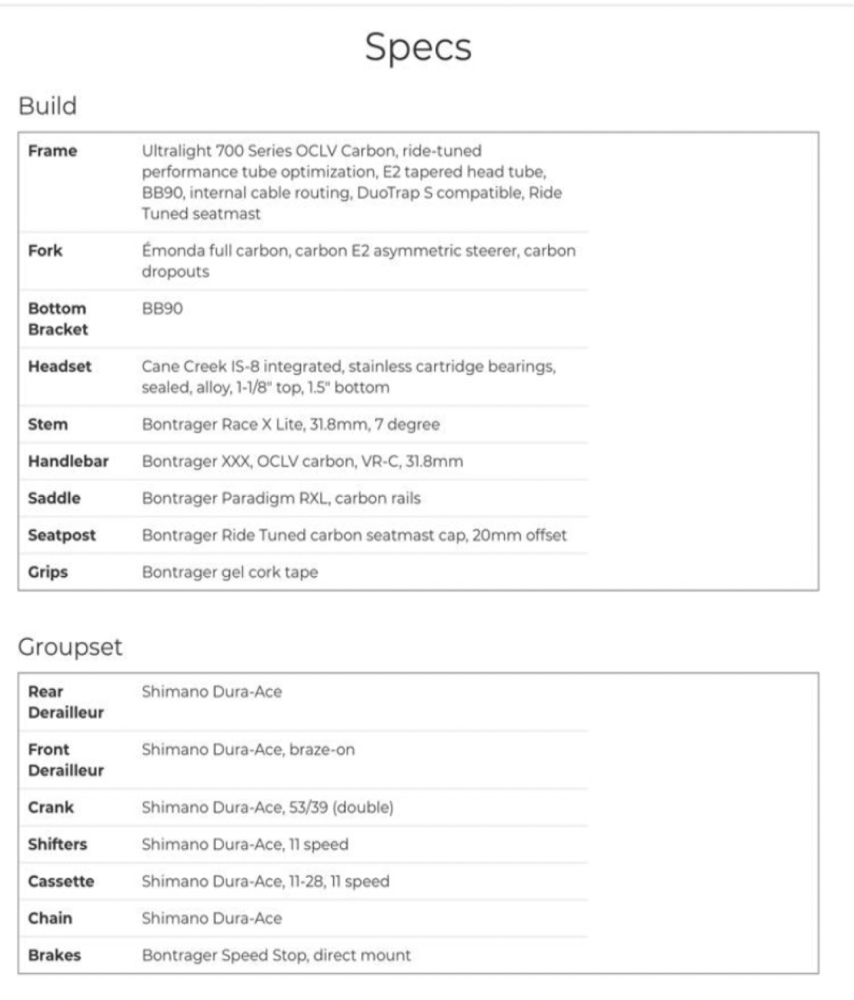 Specs
Build
Frame
Ultralight 700 Series OCLV Carbon, ride-tuned
performance tube optimization, E2 tapered head tube,
BB90, internal cable routing, DuoTrap S compatible, Ride
Tuned seatmast
Fork
Émonda full carbon, carbon E2 asymmetric steerer, carbon
dropouts
Bottom
Bracket
BB90
Headset
Cane Creek IS-8 integrated, stainless cartridge bearings,
sealed, alloy, 1-1/8" top, 1.5" bottom
Stem
Bontrager Race X Lite, 31.8mm, 7 degree
Handlebar
Bontrager XXX, OCLV carbon, VR-C, 31.8mm
Saddle
Bontrager Paradigm RXL, carbon rails
Seatpost
Bontrager Ride Tuned carbon seatmast cap, 20mm offset
Grips
Bontrager gel cork tape
Groupset
Rear
Derailleur
Shimano Dura-Ace
Front
Derailleur
Shimano Dura-Ace, braze-on
Crank
Shimano Dura-Ace, 53/39 (double)
Shifters
Shimano Dura-Ace, 11 speed
Cassette
Shimano Dura-Ace, 11-28, 11 speed
Chain
Shimano Dura-Ace
Brakes
Bontrager Speed Stop, direct mount